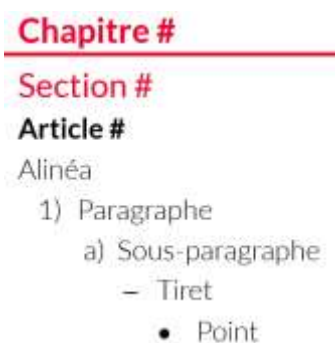 Chapitre #
Section #
Article #
Alinéa
1) Paragraphe
a) Sous-paragraphe
– Tiret
• Point